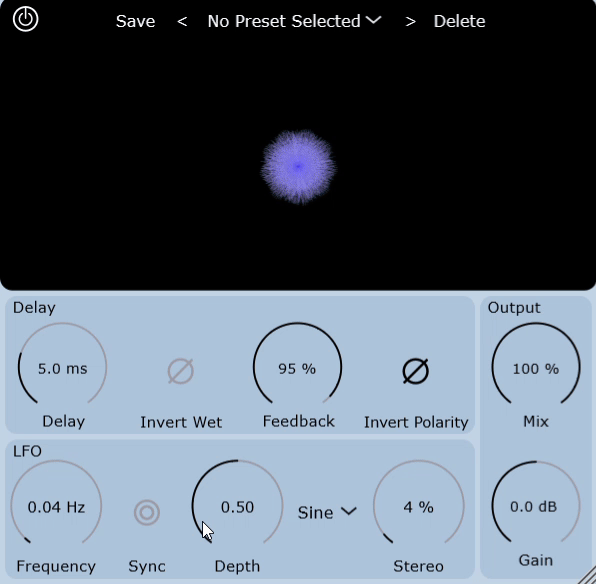 Save < No Preset Selected > Delete
Delay
5.0 ms
Delay
Invert Wet
95 %
Feedback
Invert Polarity
Output
100 %
Mix
LFO
0.04 Hz
Frequency
Sync
0.50
Depth
Sine
4 %
Stereo
0.0 dB
Gain